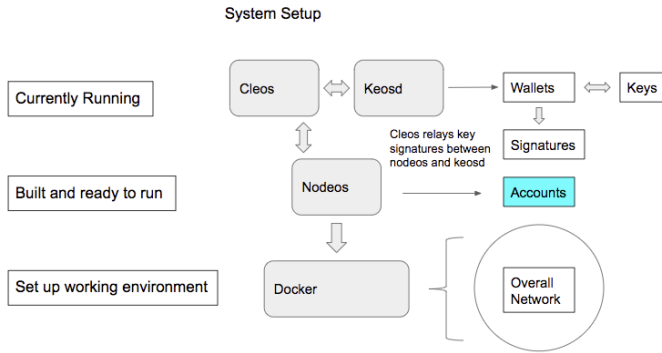 System Setup
Currently Running
Cleos
Keosd
Wallets
Keys
Cleos relays key
signatures between
nodeos and keosd
Signatures
Built and ready to run
Nodeos
Accounts
Set up working environment
Docker
Overall
Network